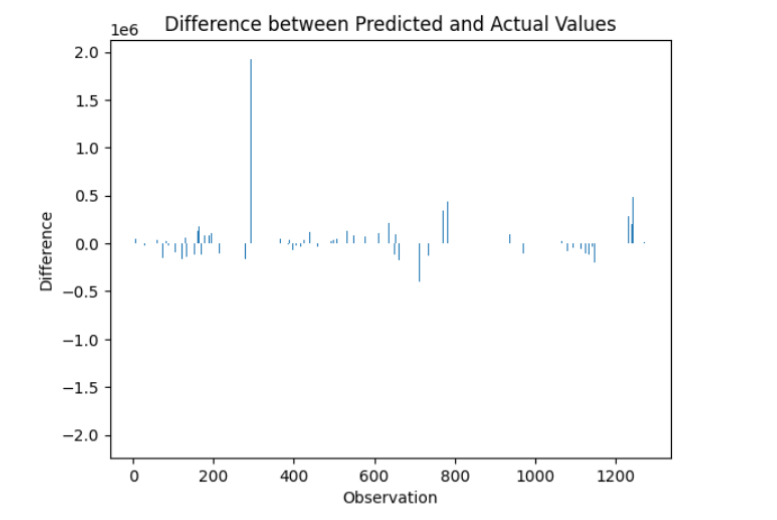 Difference between Predicted and Actual Values
1e6
2.0
1.5
1.0
0.5
0.0
−0.5
−1.0
−1.5
−2.0
Difference
0 200 400 600 800 1000 1200
Observation